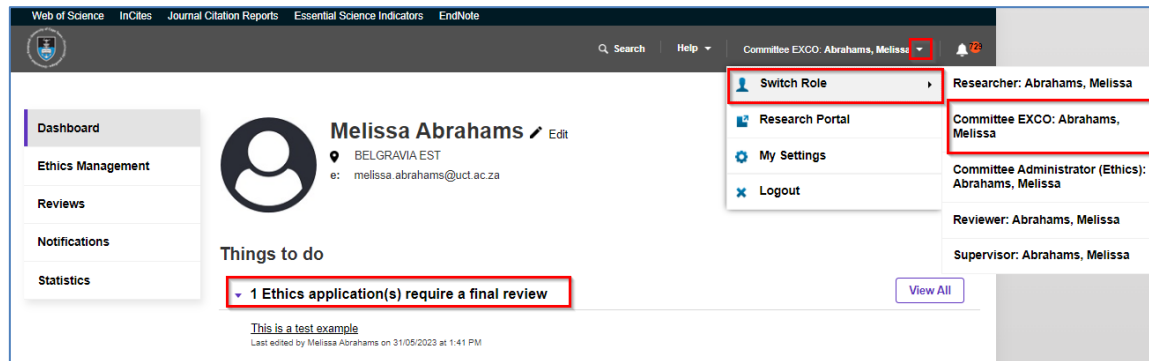 Web of Science InCites Journal Citation Reports Essential Science Indicators EndNote
Search Help Committee EXCO: Abrahams, Melissa 729
Switch Role
Research Portal
My Settings
Logout
Researcher: Abrahams, Melissa
Committee EXCO: Abrahams,
Melissa
Committee Administrator (Ethics):
Abrahams, Melissa
Reviewer: Abrahams, Melissa
Supervisor: Abrahams, Melissa
Dashboard
Ethics Management
Reviews
Notifications
Statistics
Melissa Abrahams Edit
BELGRAVIA EST
e: melissa.abrahams@uct.ac.za
Things to do
1 Ethics application(s) require a final review
View All
This is a test example
Last edited by Melissa Abrahams on 31/05/2023 at 1:41 PM